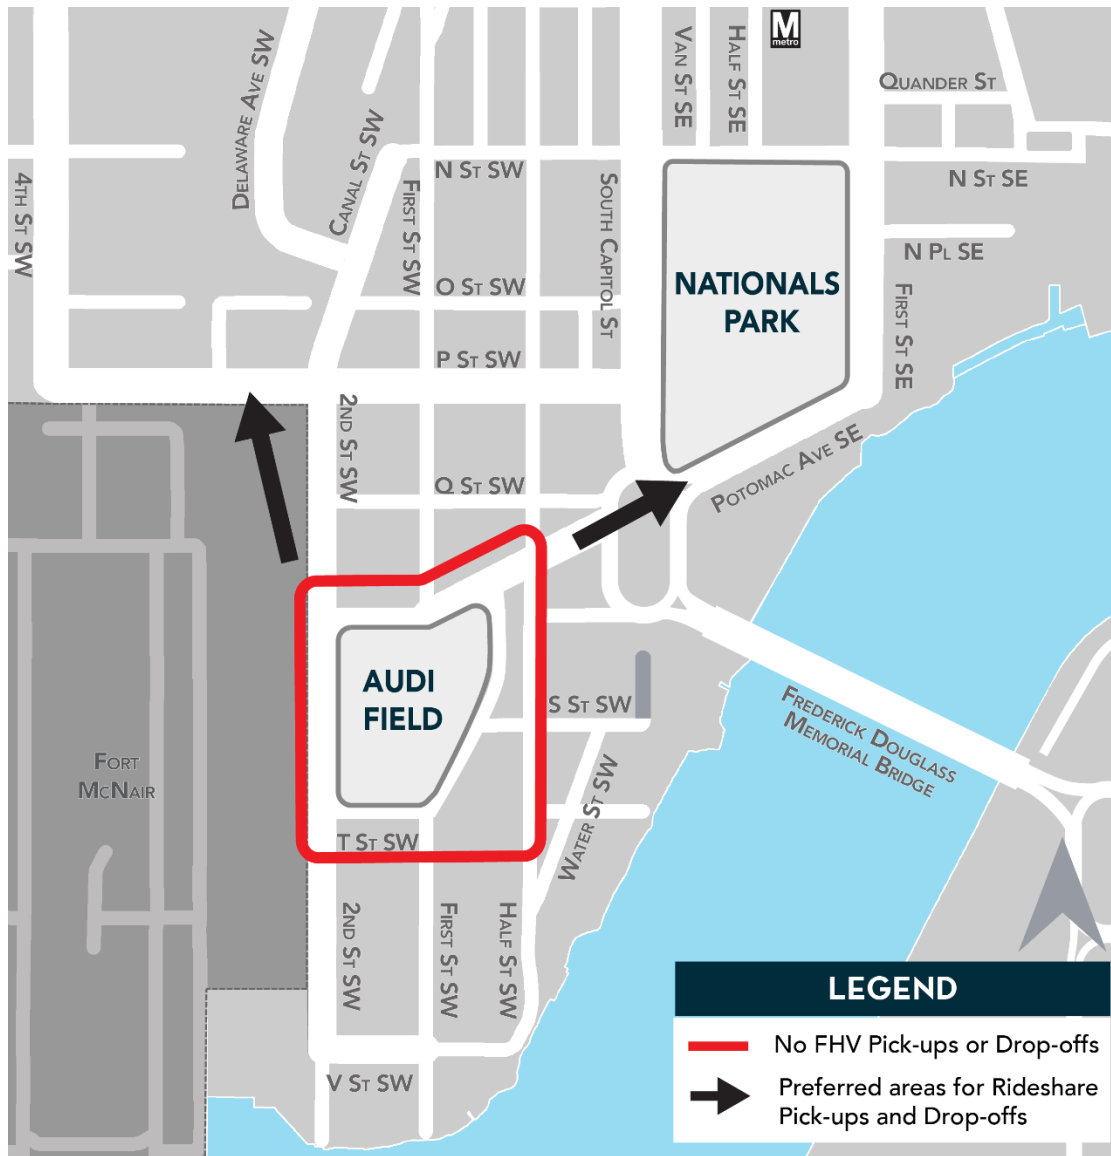 M
metro
VAN ST SE
HALF ST SE
QUANDER ST
DELAWARE AVE SW
CANAL ST SW
4TH ST SW
FIRST ST SW
N ST SW
SOUTH CAPITOL ST
N ST SE
N PL SE
NATIONALS
PARK
O ST SW
FIRST ST SE
P ST SW
2ND ST SW
Q ST SW
POTOMAC AVE SE
AUDI
FIELD
S ST SW
FREDERICK DOUGLASS
MEMORIAL BRIDGE
FORT
MCNAIR
WATER ST SW
T ST SW
2ND ST SW
FIRST ST SW
HALF ST SW
V ST SW
LEGEND
No FHV Pick-ups or Drop-offs
Preferred areas for Rideshare
Pick-ups and Drop-offs